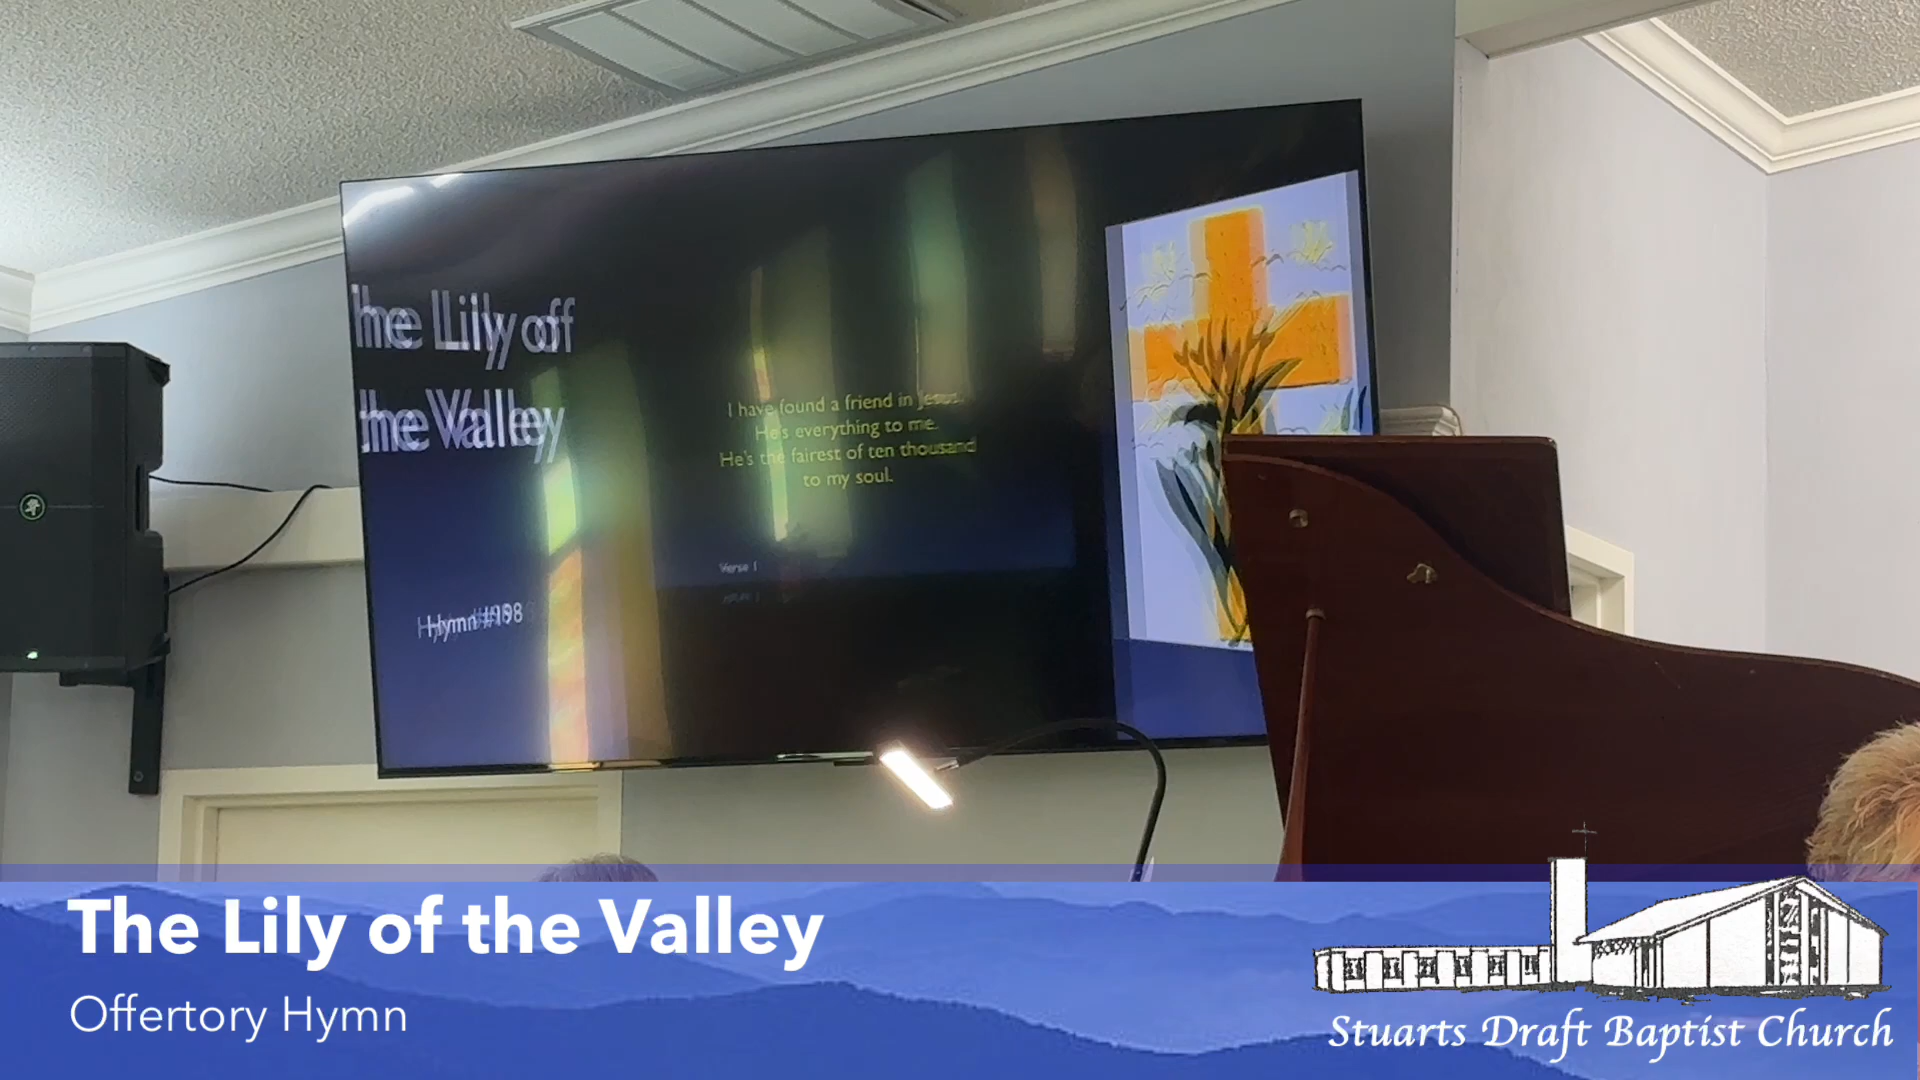 he Lily of
the Valley
I have found a friend in Jesus.
He's everything to me.
He's the fairest of ten thousand
to my soul.
Verse 1
Hymn #198
The Lily of the Valley
Offertory Hymn
Stuarts Draft Baptist Church